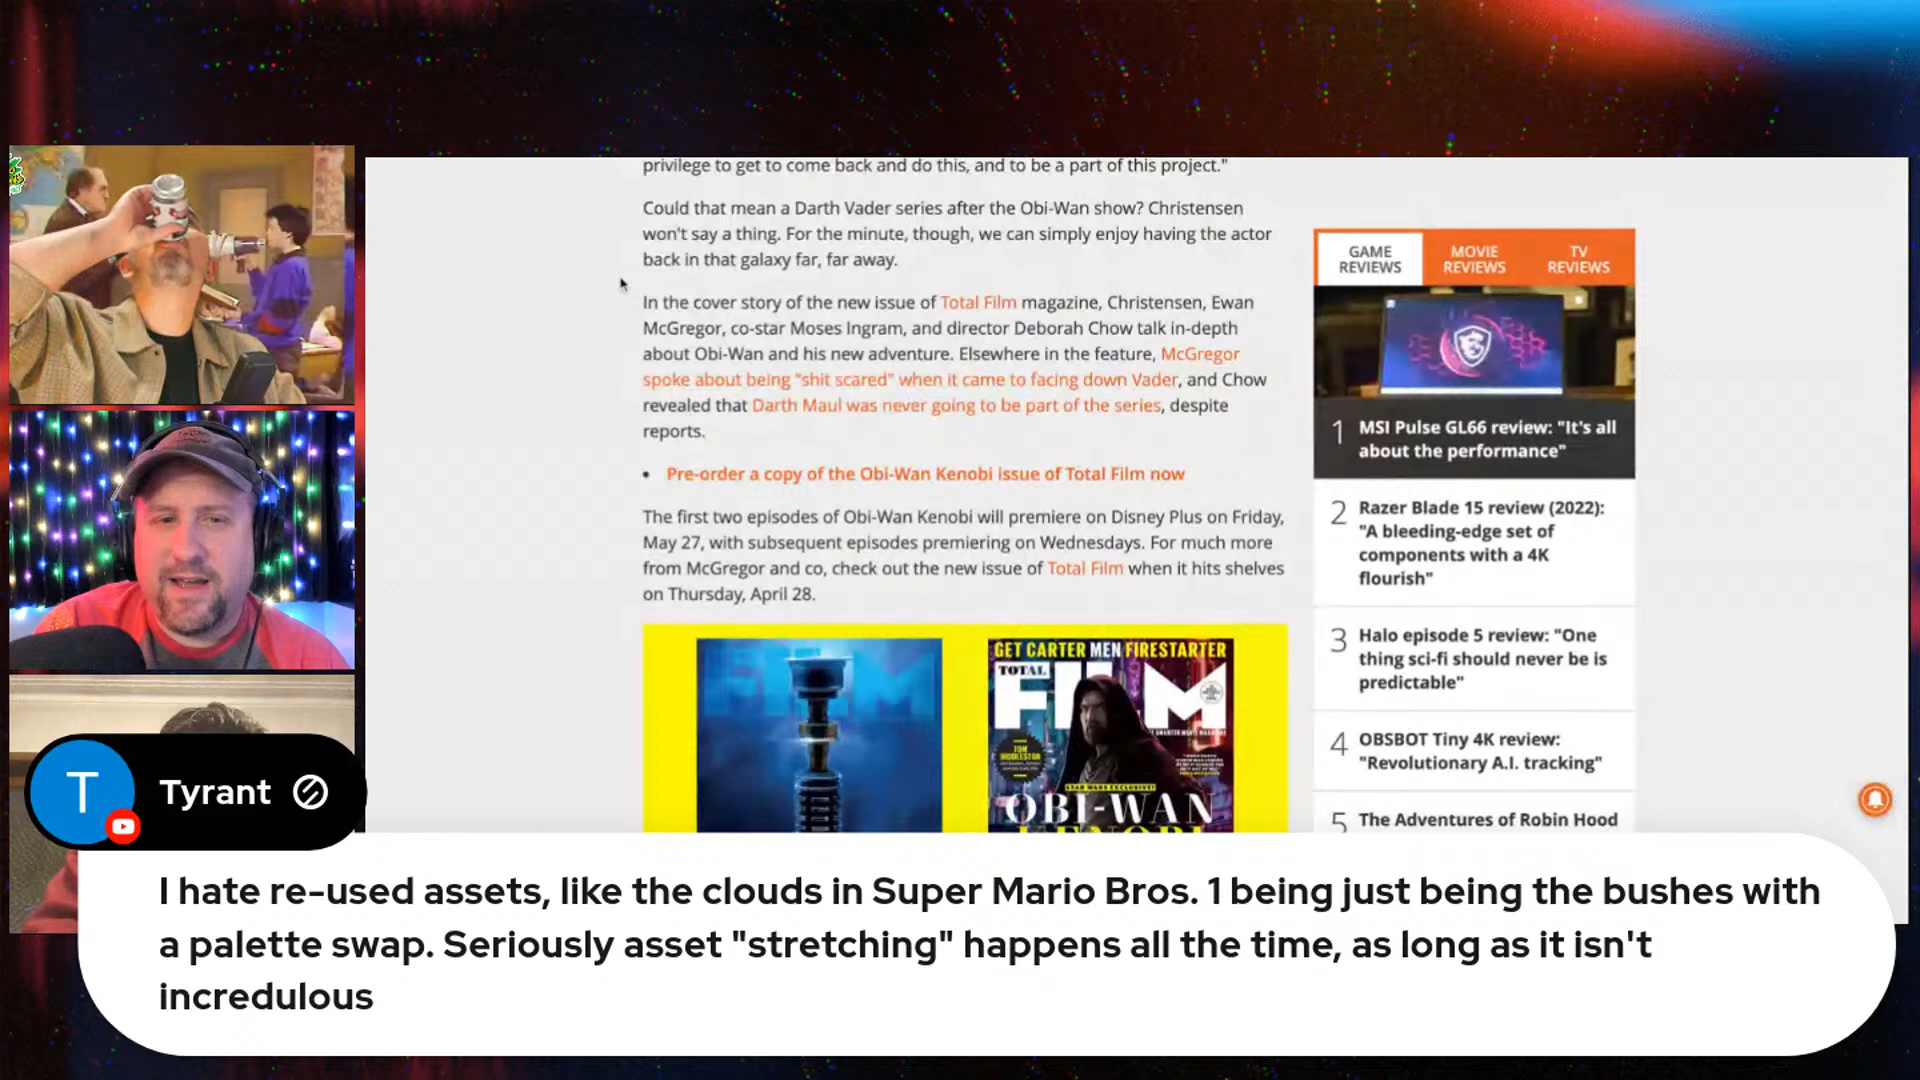 privilege to get to come back and do this, and to be a part of this project."
Could that mean a Darth Vader series after the Obi-Wan show? Christensen
won't say a thing. For the minute, though, we can simply enjoy having the actor
back in that galaxy far, far away.
In the cover story of the new issue of Total Film magazine, Christensen, Ewan
McGregor, co-star Moses Ingram, and director Deborah Chow talk in-depth
about Obi-Wan and his new adventure. Elsewhere in the feature, McGregor
spoke about being "shit scared" when it came to facing down Vader, and Chow
revealed that Darth Maul was never going to be part of the series, despite
reports.
• Pre-order a copy of the Obi-Wan Kenobi issue of Total Film now
The first two episodes of Obi-Wan Kenobi will premiere on Disney Plus on Friday,
May 27, with subsequent episodes premiering on Wednesdays. For much more
from McGregor and co, check out the new issue of Total Film when it hits shelves
on Thursday, April 28.
FILM
GET CARTER MEN FIRESTARTER
TOTAL
FILM
TOM
HIDDLESTON
STAR WARS EXCLUSIVE!
OBI-WAN
KENOBI
GAME
REVIEWS
MOVIE
REVIEWS
TV
REVIEWS
1 MSI Pulse GL66 review: "It's all
about the performance"
2 Razer Blade 15 review (2022):
"A bleeding-edge set of
components with a 4K
flourish"
3 Halo episode 5 review: "One
thing sci-fi should never be is
predictable"
4 OBSBOT Tiny 4K review:
"Revolutionary A.I. tracking"
5 The Adventures of Robin Hood
T
Tyrant
I hate re-used assets, like the clouds in Super Mario Bros. 1 being just being the bushes with
a palette swap. Seriously asset "stretching" happens all the time, as long as it isn't
incredulous